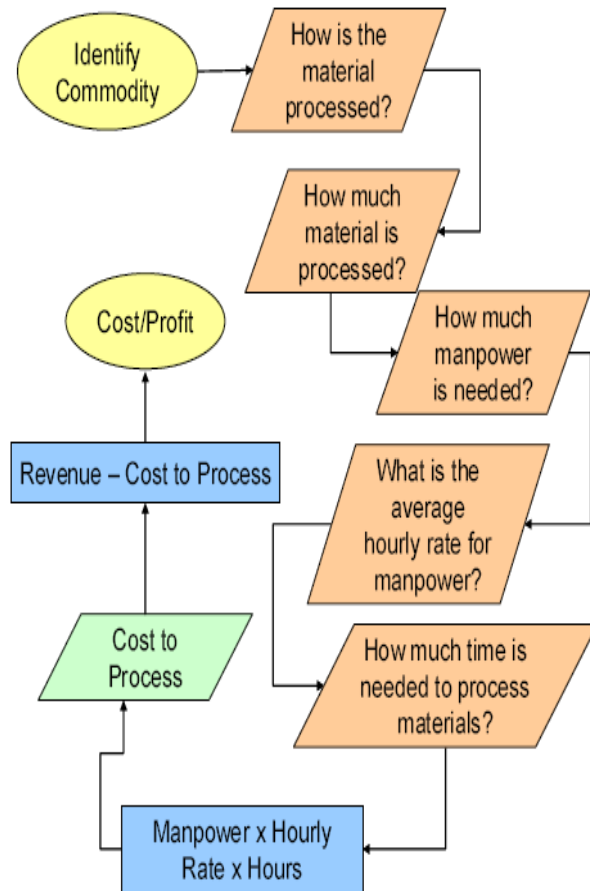 Identify
Commodity
How is the
material
processed?
How much
material is
processed?
How much
manpower
is needed?
What is the
average
hourly rate for
manpower?
How much time is
needed to process
materials?
Manpower x Hourly
Rate x Hours
Cost to
Process
Revenue – Cost to Process
Cost/Profit